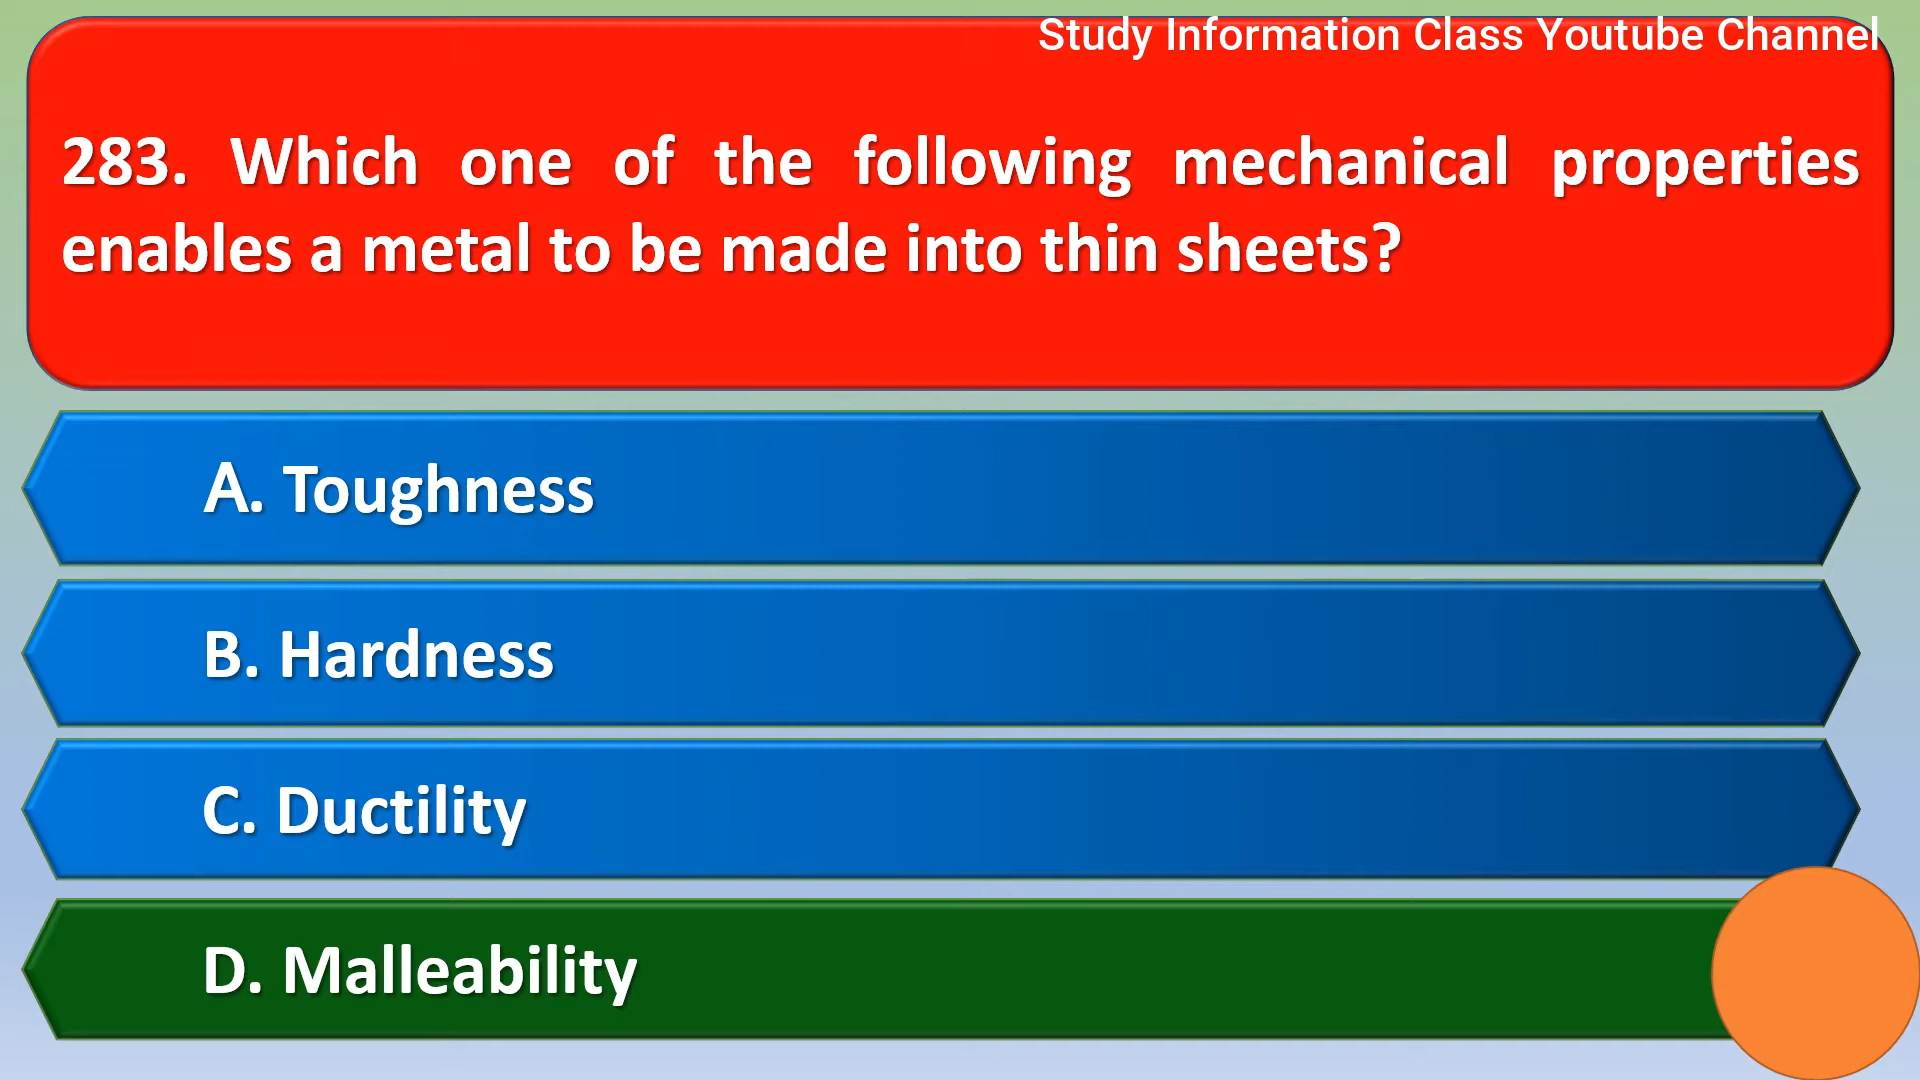 Study Information Class Youtube Channel
283. Which one of the following mechanical properties
enables a metal to be made into thin sheets?
A. Toughness
B. Hardness
C. Ductility
D. Malleability